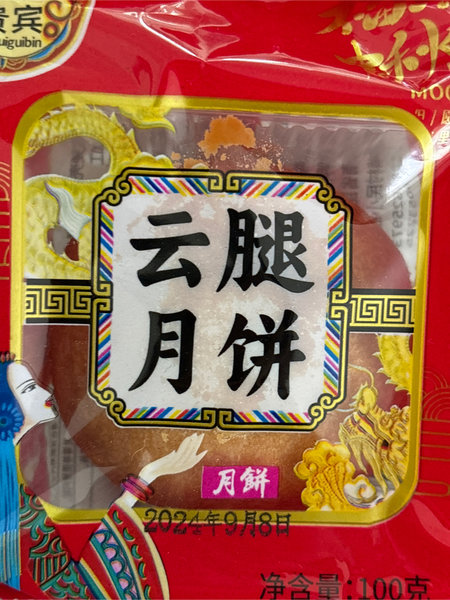 贵宾
uiguibin
MOO
云腿
月饼
月餅
2024年9月8日
净含量:100克